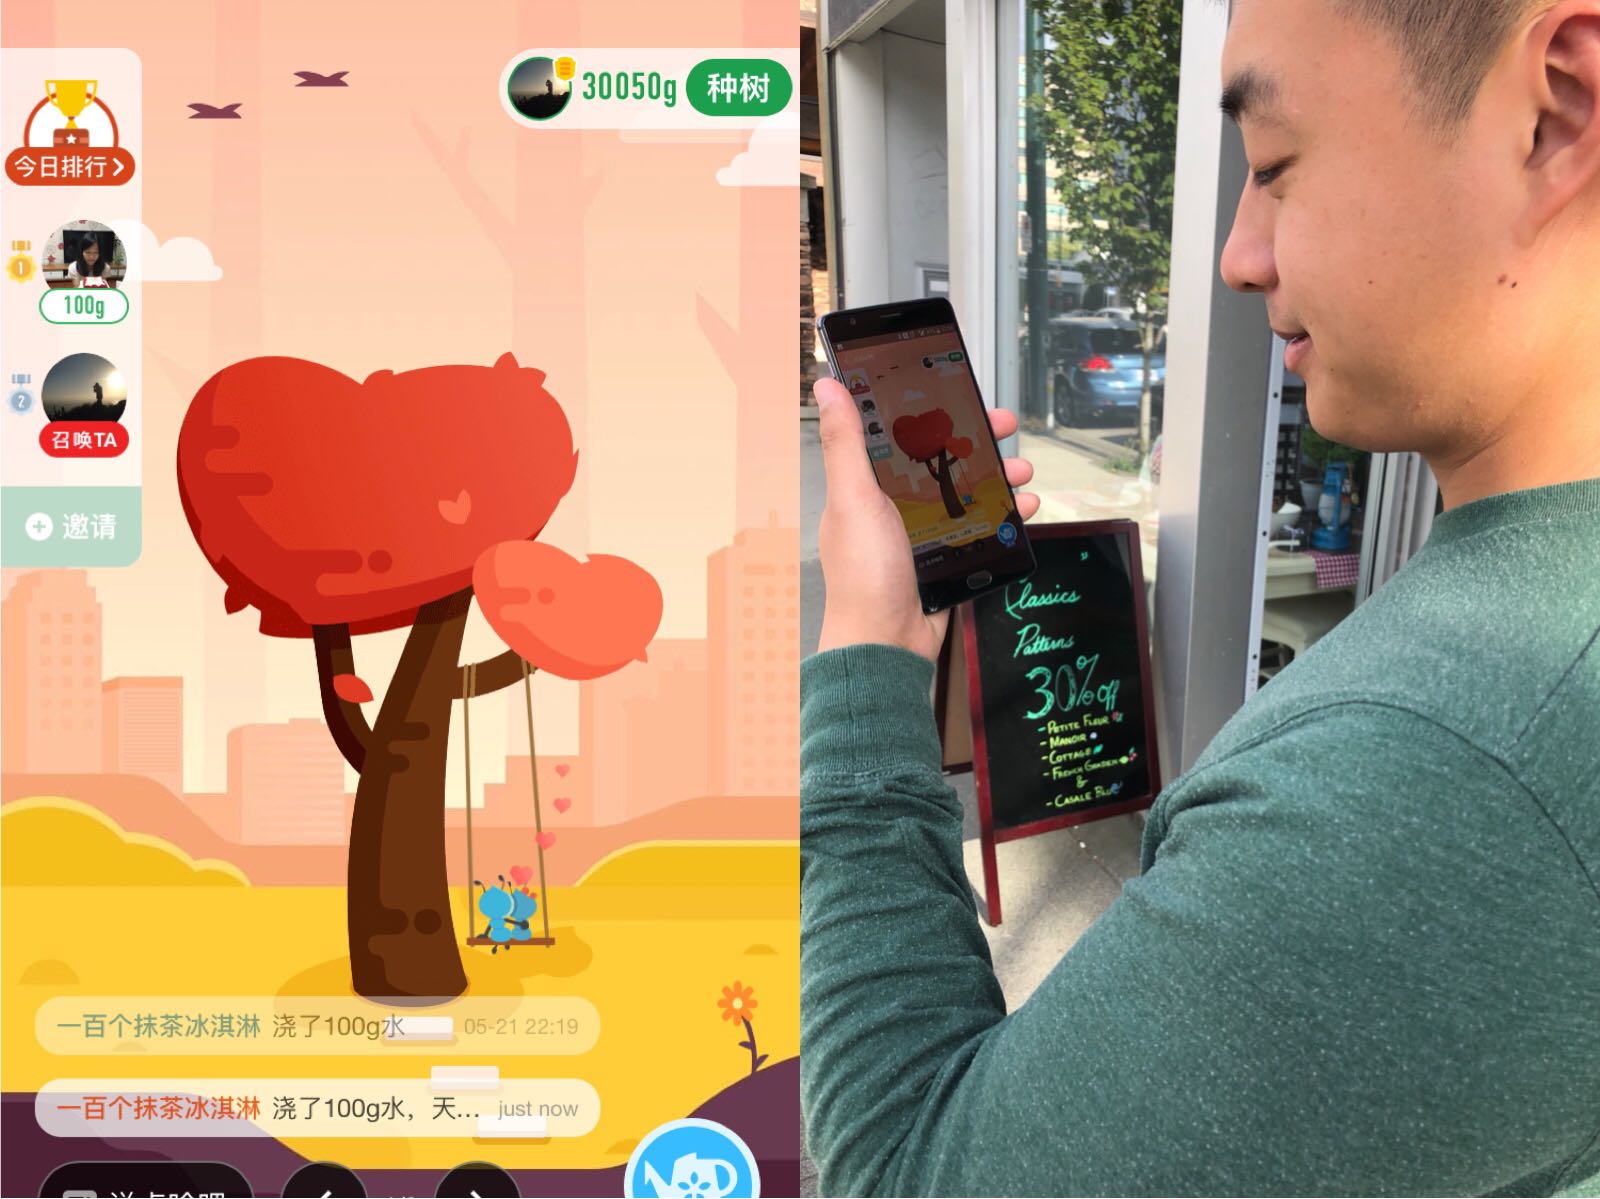 30050g 种树
今日排行
1
100g
2
召唤TA
邀请
一百个抹茶冰淇淋 浇了100g水 05-21 22:19
一百个抹茶冰淇淋 浇了100g水，天... just now
Classics
Patterns
30% off
- PETITE FLEUR
- MANOIR
- COTTAGE
- FRENCH GARDEN
&
- CASALE BLU